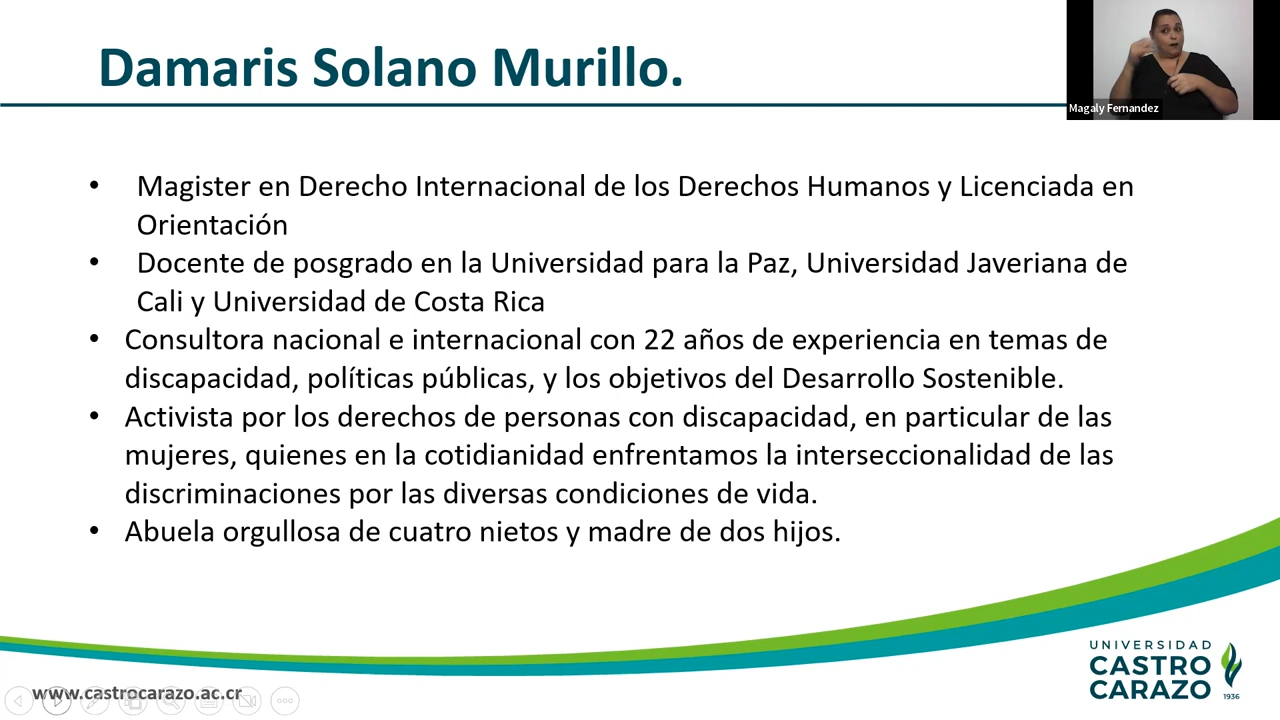 Damaris Solano Murillo.
Magaly Fernandez
• Magister en Derecho Internacional de los Derechos Humanos y Licenciada en
Orientación
• Docente de posgrado en la Universidad para la Paz, Universidad Javeriana de
Cali y Universidad de Costa Rica
• Consultora nacional e internacional con 22 años de experiencia en temas de
discapacidad, políticas públicas, y los objetivos del Desarrollo Sostenible.
• Activista por los derechos de personas con discapacidad, en particular de las
mujeres, quienes en la cotidianidad enfrentamos la interseccionalidad de las
discriminaciones por las diversas condiciones de vida.
• Abuela orgullosa de cuatro nietos y madre de dos hijos.
www.castrocarazo.ac.cr
UNIVERSIDAD
CASTRO
CARAZO
1936